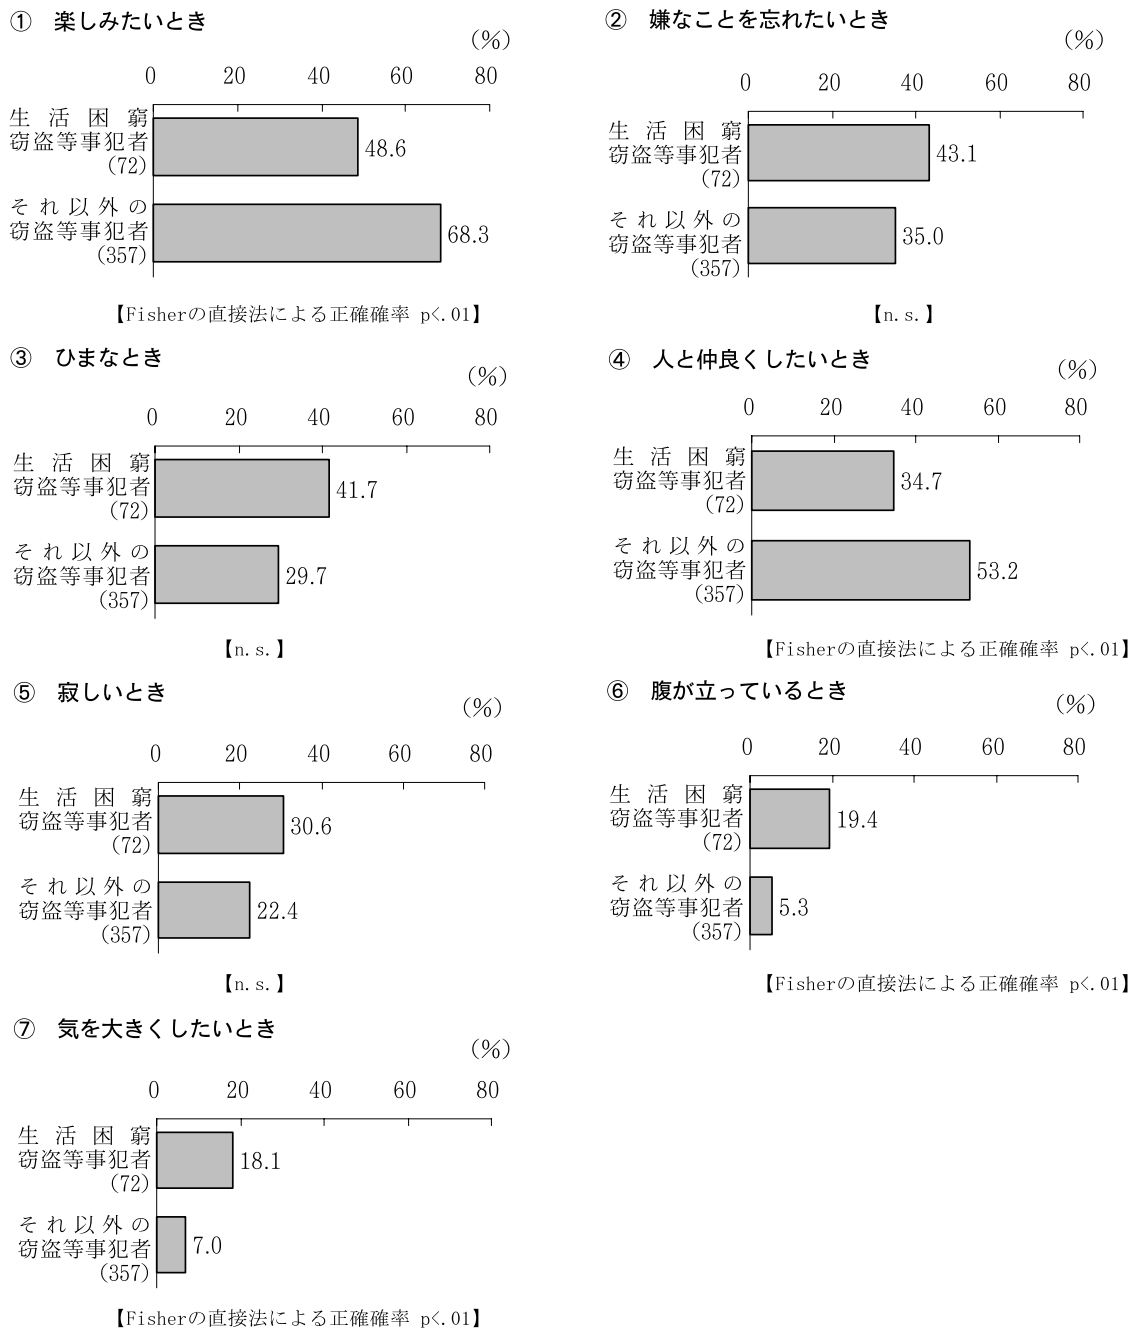 ① 楽しみたいとき
(%)
0 20 40 60 80
生活困窮
窃盗等事犯者
(72)
48.6
それ以外の
窃盗等事犯者
(357)
68.3
【Fisherの直接法による正確確率 p<.01】
② 嫌なことを忘れたいとき
(%)
0 20 40 60 80
生活困窮
窃盗等事犯者
(72)
43.1
それ以外の
窃盗等事犯者
(357)
35.0
【n.s.】
③ ひまなとき
(%)
0 20 40 60 80
生活困窮
窃盗等事犯者
(72)
41.7
それ以外の
窃盗等事犯者
(357)
29.7
【n.s.】
④ 人と仲良くしたいとき
(%)
0 20 40 60 80
生活困窮
窃盗等事犯者
(72)
34.7
それ以外の
窃盗等事犯者
(357)
53.2
【Fisherの直接法による正確確率 p<.01】
⑤ 寂しいとき
(%)
0 20 40 60 80
生活困窮
窃盗等事犯者
(72)
30.6
それ以外の
窃盗等事犯者
(357)
22.4
【n.s.】
⑥ 腹が立っているとき
(%)
0 20 40 60 80
生活困窮
窃盗等事犯者
(72)
19.4
それ以外の
窃盗等事犯者
(357)
5.3
【Fisherの直接法による正確確率 p<.01】
⑦ 気を大きくしたいとき
(%)
0 20 40 60 80
生活困窮
窃盗等事犯者
(72)
18.1
それ以外の
窃盗等事犯者
(357)
7.0
【Fisherの直接法による正確確率 p<.01】